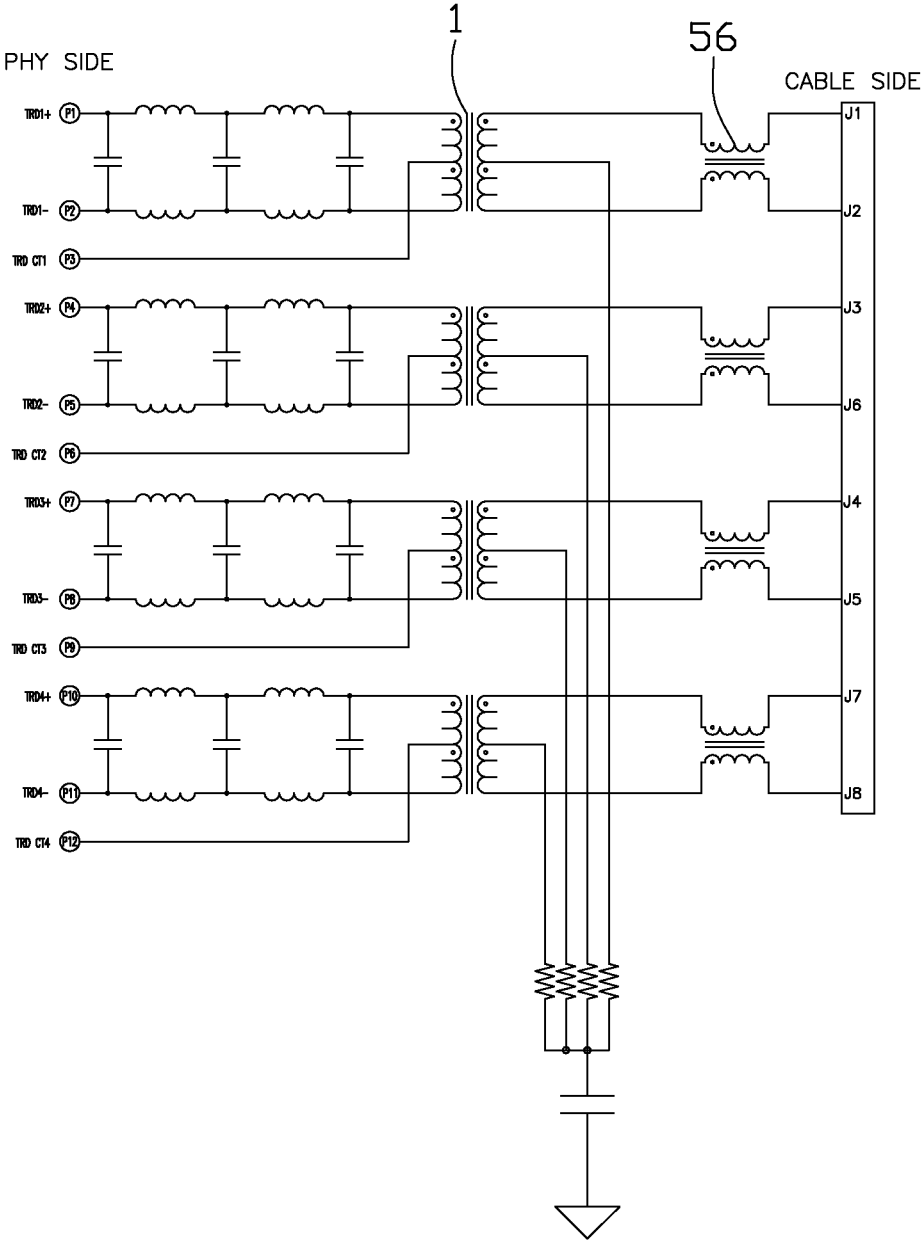 1
56
PHY SIDE
CABLE SIDE
TRD1+ P1
J1
TRD1- P2
J2
TRD CT1 P3
TRD2+ P4
J3
TRD2- P5
J6
TRD CT2 P6
TRD3+ P7
J4
TRD3- P8
J5
TRD CT3 P9
TRD4+ P10
J7
TRD4- P11
J8
TRD CT4 P12